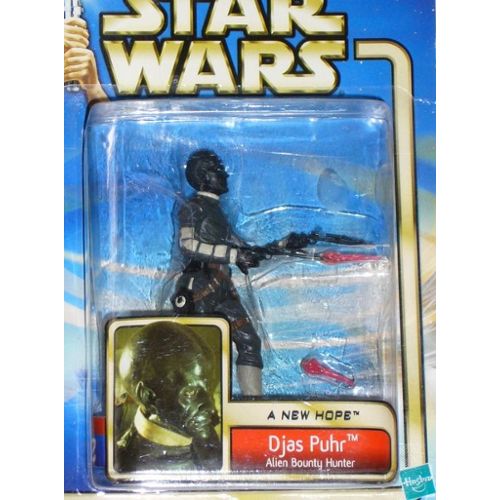 STAR
WARS
A NEW HOPE™
Djas Puhr™
Alien Bounty Hunter
Hasbro